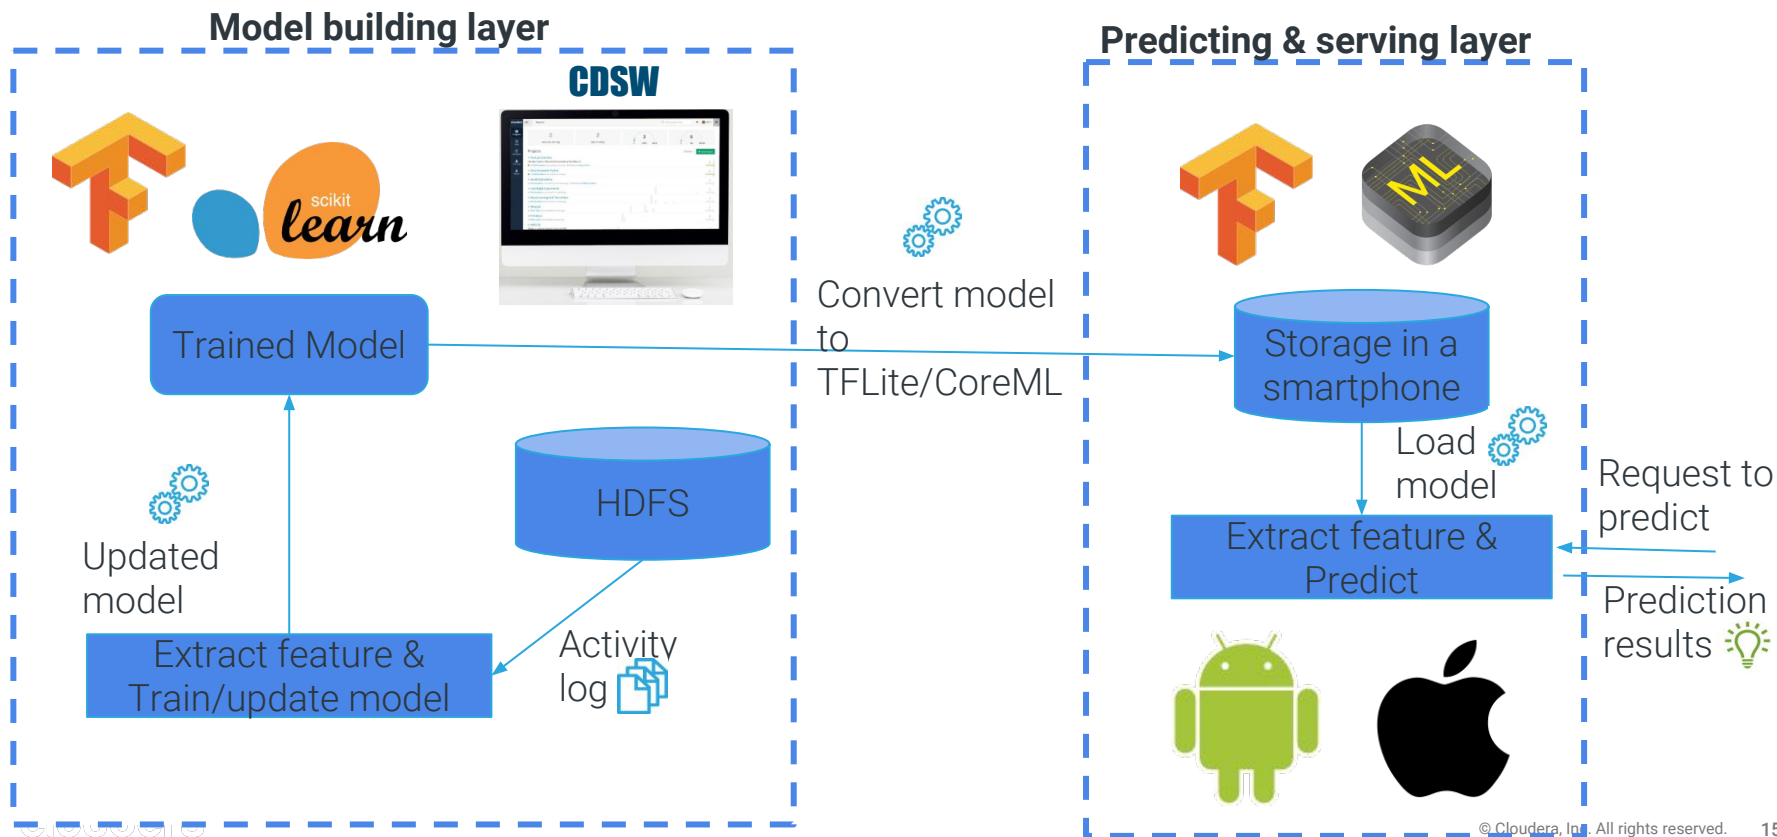 Model building layer
Predicting & serving layer
CDSW
scikit
learn
ML
Trained Model
Convert model
to
TFLite/CoreML
Storage in a
smartphone
Load
model
HDFS
Updated
model
Request to
predict
Extract feature &
Predict
Prediction
results
Extract feature &
Train/update model
Activity
log
© Cloudera, Inc. All rights reserved.
15